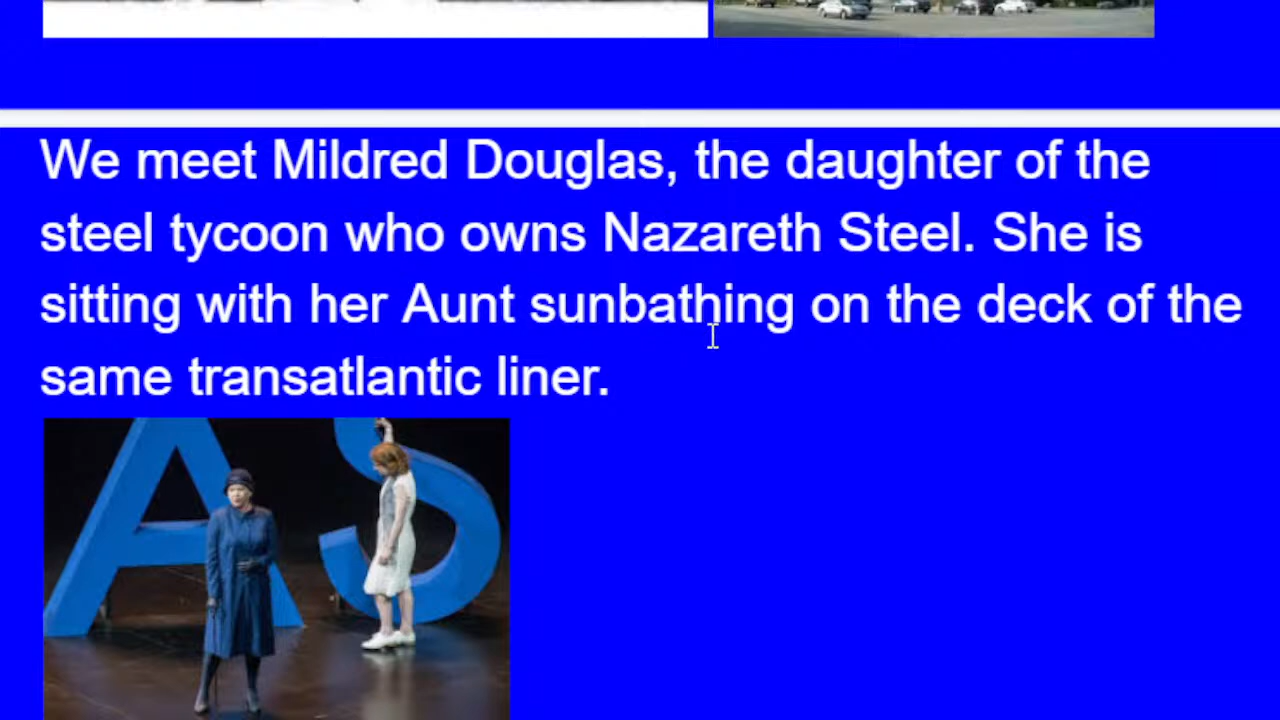 We meet Mildred Douglas, the daughter of the
steel tycoon who owns Nazareth Steel. She is
sitting with her Aunt sunbathing on the deck of the
same transatlantic liner.
AS